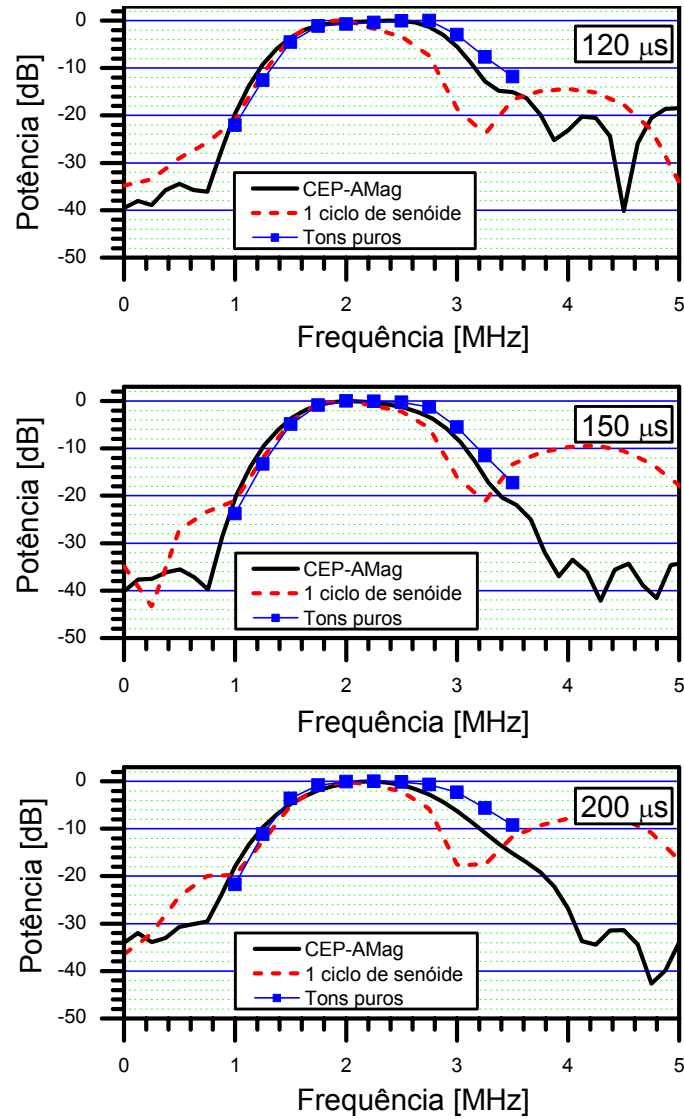 0
-10
-20
-30
-40
-50
Potência [dB]
120 µs
CEP-AMag
1 ciclo de senóide
Tons puros
0 1 2 3 4 5
Frequência [MHz]
0
-10
-20
-30
-40
-50
Potência [dB]
150 µs
CEP-AMag
1 ciclo de senóide
Tons puros
0 1 2 3 4 5
Frequência [MHz]
0
-10
-20
-30
-40
-50
Potência [dB]
200 µs
CEP-AMag
1 ciclo de senóide
Tons puros
0 1 2 3 4 5
Frequência [MHz]